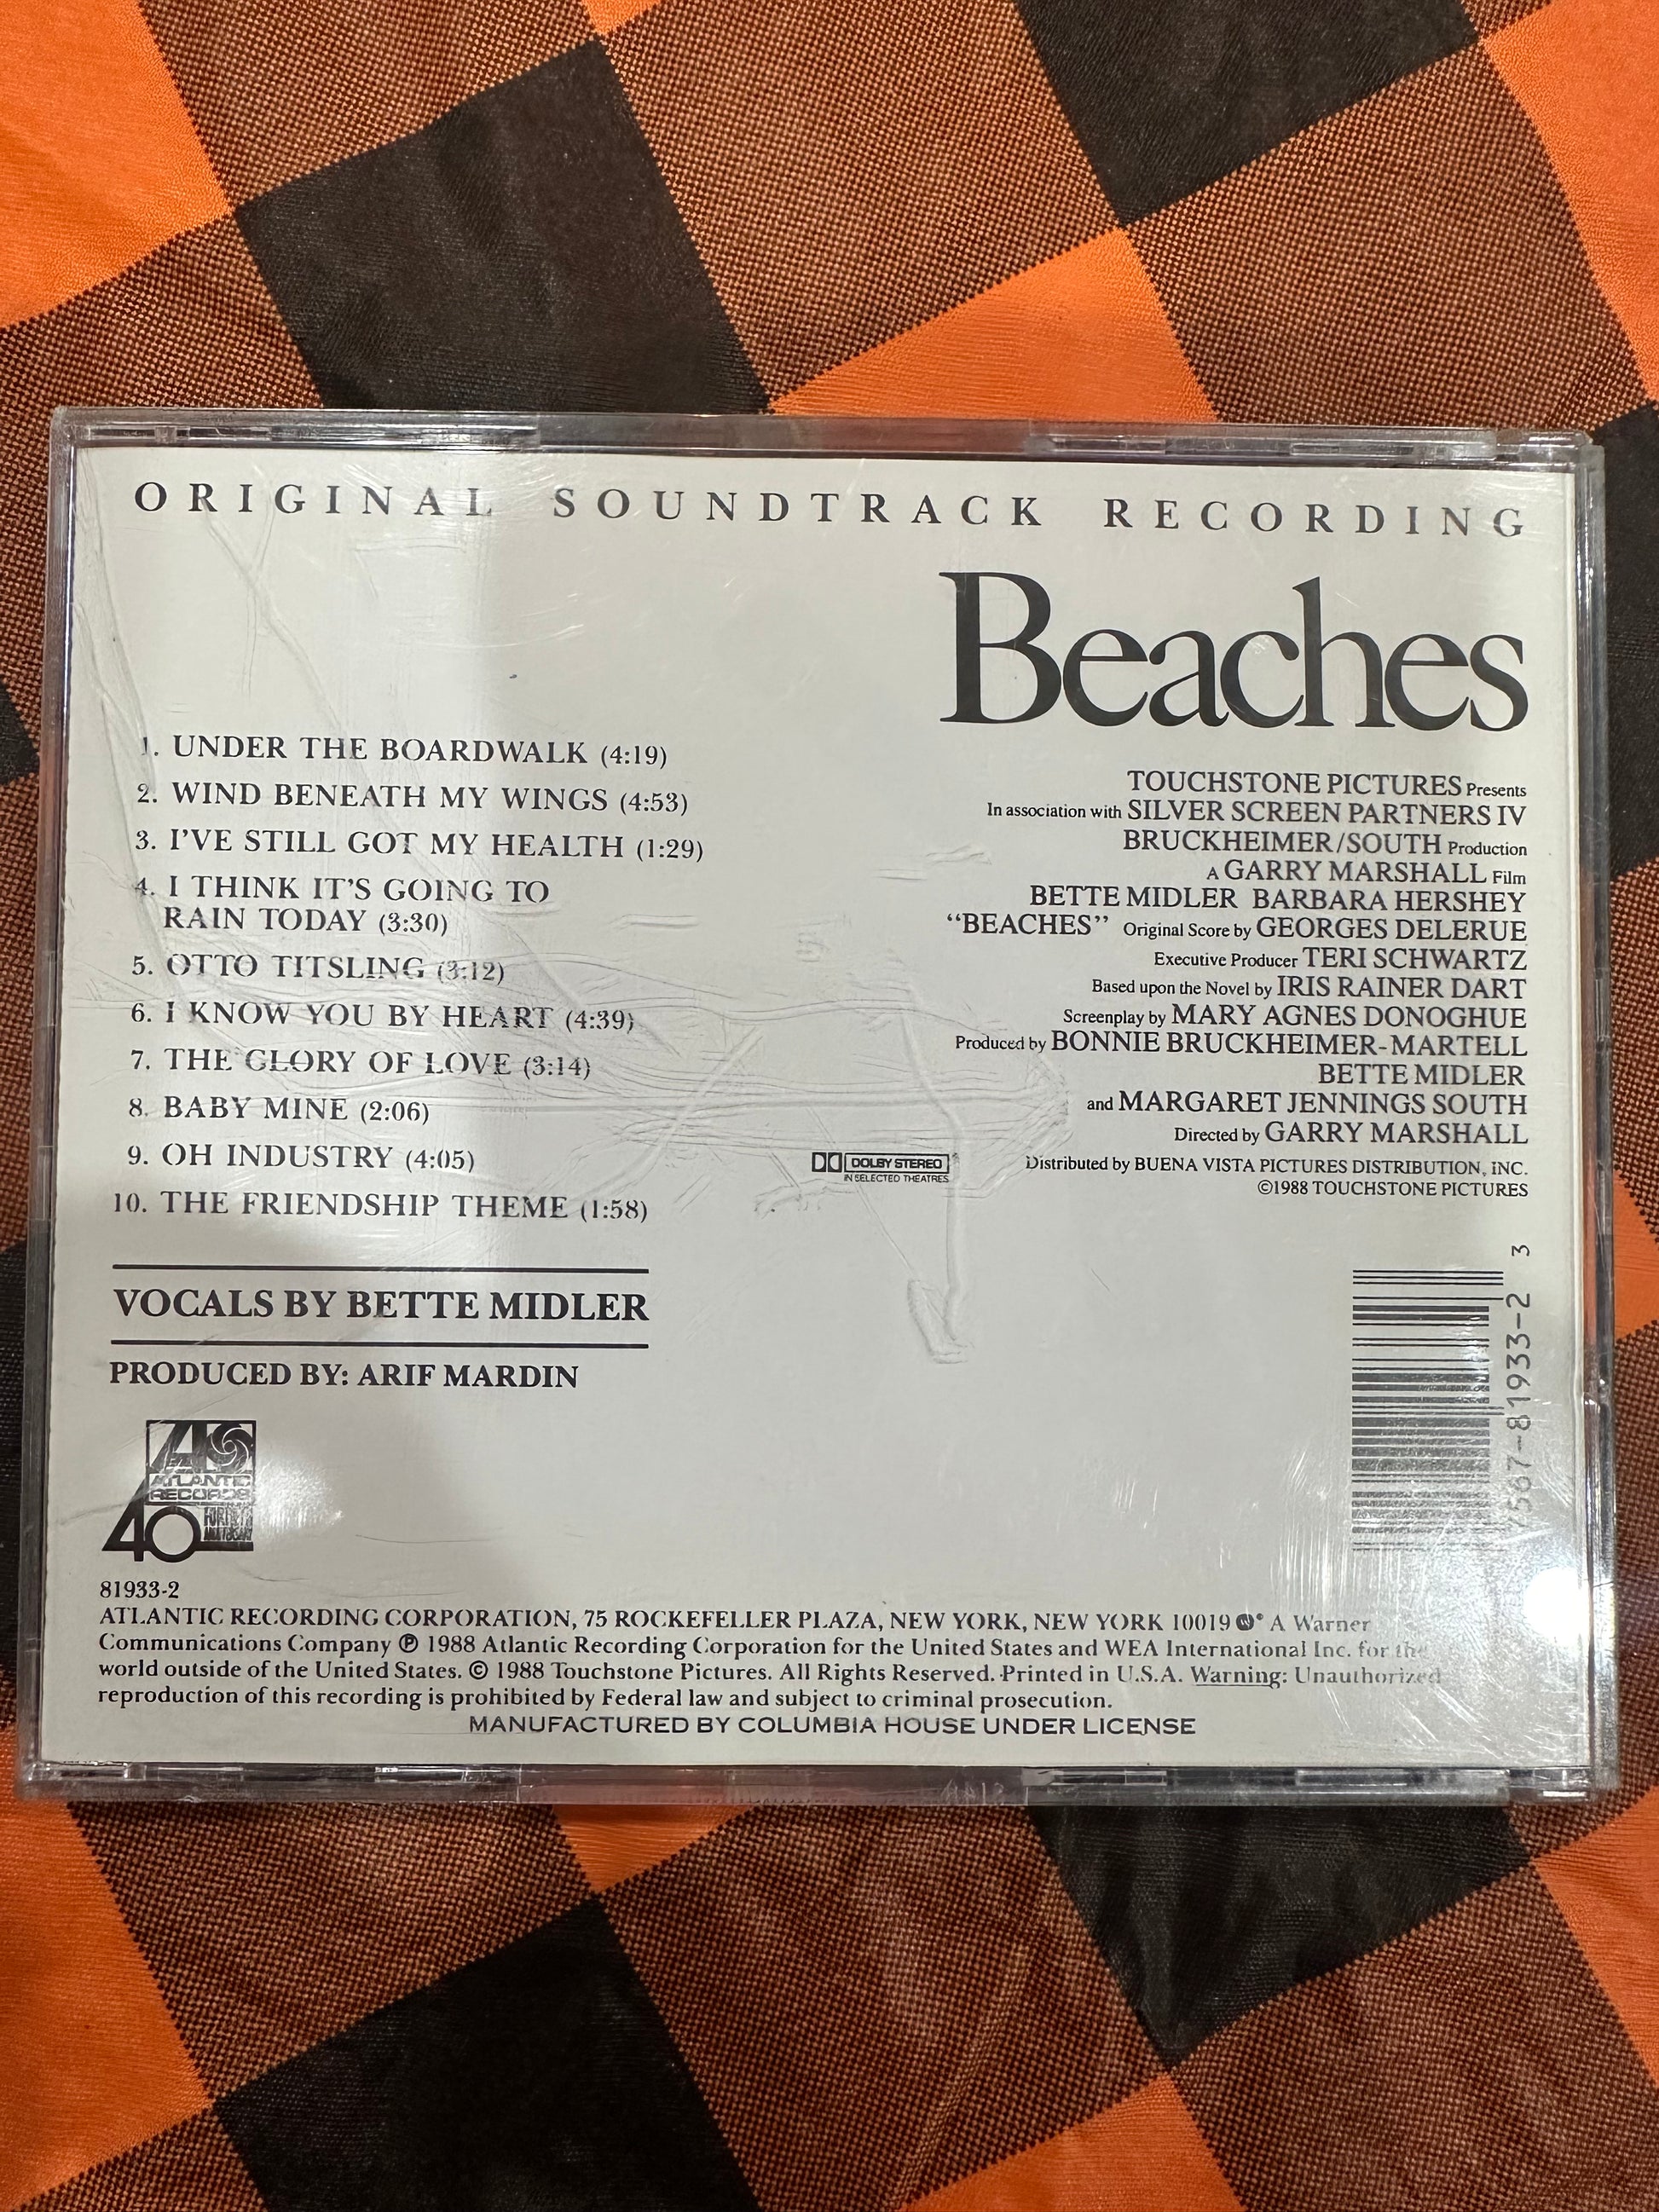 ORIGINAL SOUNDTRACK RECORDING
Beaches
1. UNDER THE BOARDWALK (4:19)
2. WIND BENEATH MY WINGS (4:53)
3. I'VE STILL GOT MY HEALTH (1:29)
4. I THINK IT'S GOING TO
RAIN TODAY (3:30)
5. OTTO TITSLING (3:12)
6. I KNOW YOU BY HEART (4:39)
7. THE GLORY OF LOVE (3:14)
8. BABY MINE (2:06)
9. OH INDUSTRY (4:05)
10. THE FRIENDSHIP THEME (1:58)
VOCALS BY BETTE MIDLER
PRODUCED BY: ARIF MARDIN
TOUCHSTONE PICTURES Presents
In association with SILVER SCREEN PARTNERS IV
BRUCKHEIMER/SOUTH Production
A GARRY MARSHALL Film
BETTE MIDLER BARBARA HERSHEY
"BEACHES" Original Score by GEORGES DELERUE
Executive Producer TERI SCHWARTZ
Based upon the Novel by IRIS RAINER DART
Screenplay by MARY AGNES DONOGHUE
Produced by BONNIE BRUCKHEIMER-MARTELL
BETTE MIDLER
and MARGARET JENNINGS SOUTH
Directed by GARRY MARSHALL
DOLBY STEREO
IN SELECTED THEATRES
Distributed by BUENA VISTA PICTURES DISTRIBUTION, INC.
©1988 TOUCHSTONE PICTURES
7567-81933-2 3
ATLANTIC
RECORDS
40
81933-2
ATLANTIC RECORDING CORPORATION, 75 ROCKEFELLER PLAZA, NEW YORK, NEW YORK 10019 ® A Warner
Communications Company ℗ 1988 Atlantic Recording Corporation for the United States and WEA International Inc. for the
world outside of the United States. © 1988 Touchstone Pictures. All Rights Reserved. Printed in U.S.A. Warning: Unauthorized
reproduction of this recording is prohibited by Federal law and subject to criminal prosecution.
MANUFACTURED BY COLUMBIA HOUSE UNDER LICENSE